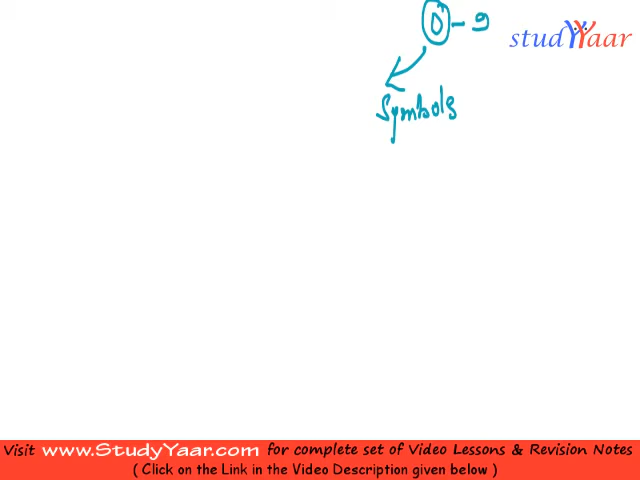 0 - 9
studYYaar
Symbols
Visit www.StudyYaar.com for complete set of Video Lessons & Revision Notes
( Click on the Link in the Video Description given below )